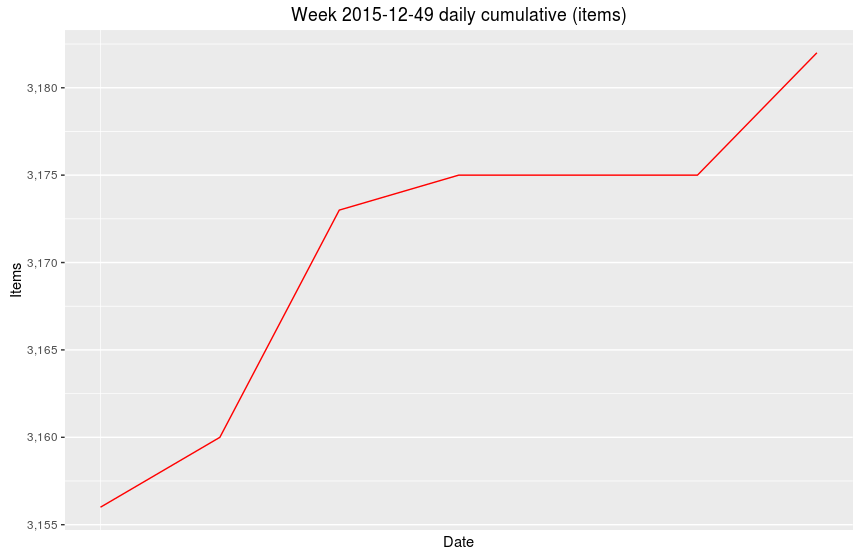 Week 2015-12-49 daily cumulative (items)
3,180
3,175
3,170
3,165
3,160
3,155
Items
Date